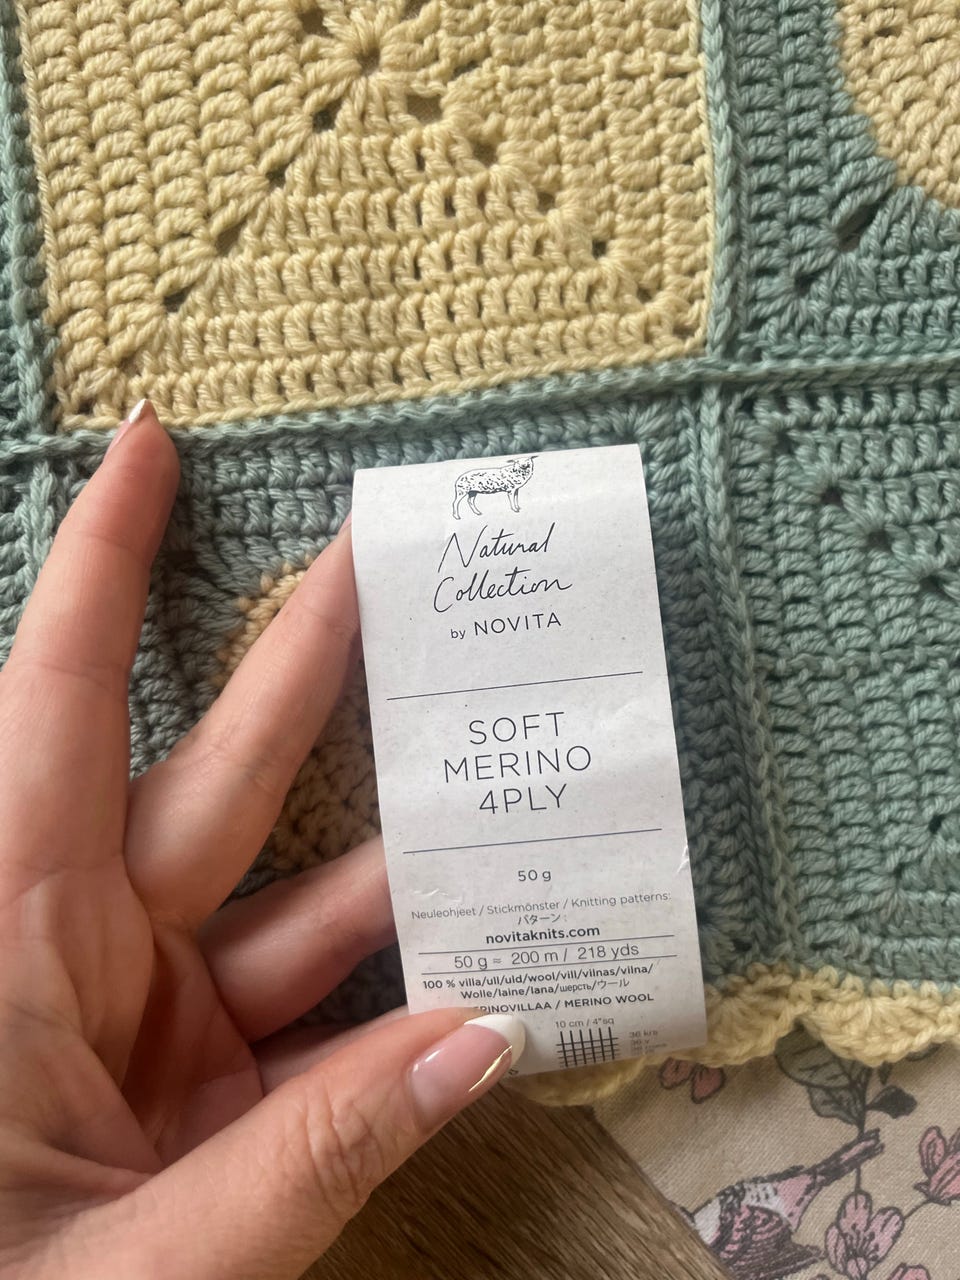 Natural
Collection
by NOVITA
SOFT
MERINO
4PLY
50 g
Neuleohjeet / Stickmönster / Knitting patterns:
パターン :
novitaknits.com
50 g ≈ 200 m / 218 yds
100 % villa/ull/uld/wool/vill/vilnas/vilna/
Wolle/laine/lana/шерсть/ウール
/ MERINO WOOL
10 cm / 4"sq